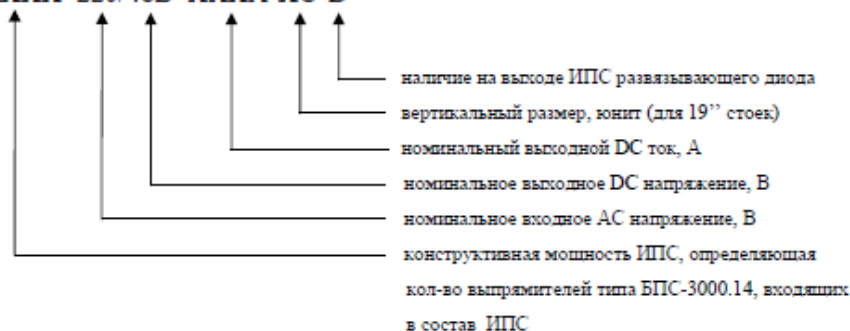 наличие на выходе ИПС развязывающего диода
вертикальный размер, юнит (для 19’’ стоек)
номинальный выходной DC ток, А
номинальное выходное DC напряжение, В
номинальное входное AC напряжение, В
конструктивная мощность ИПС, определяющая
кол-во выпрямителей типа БПС-3000.14, входящих
в состав ИПС